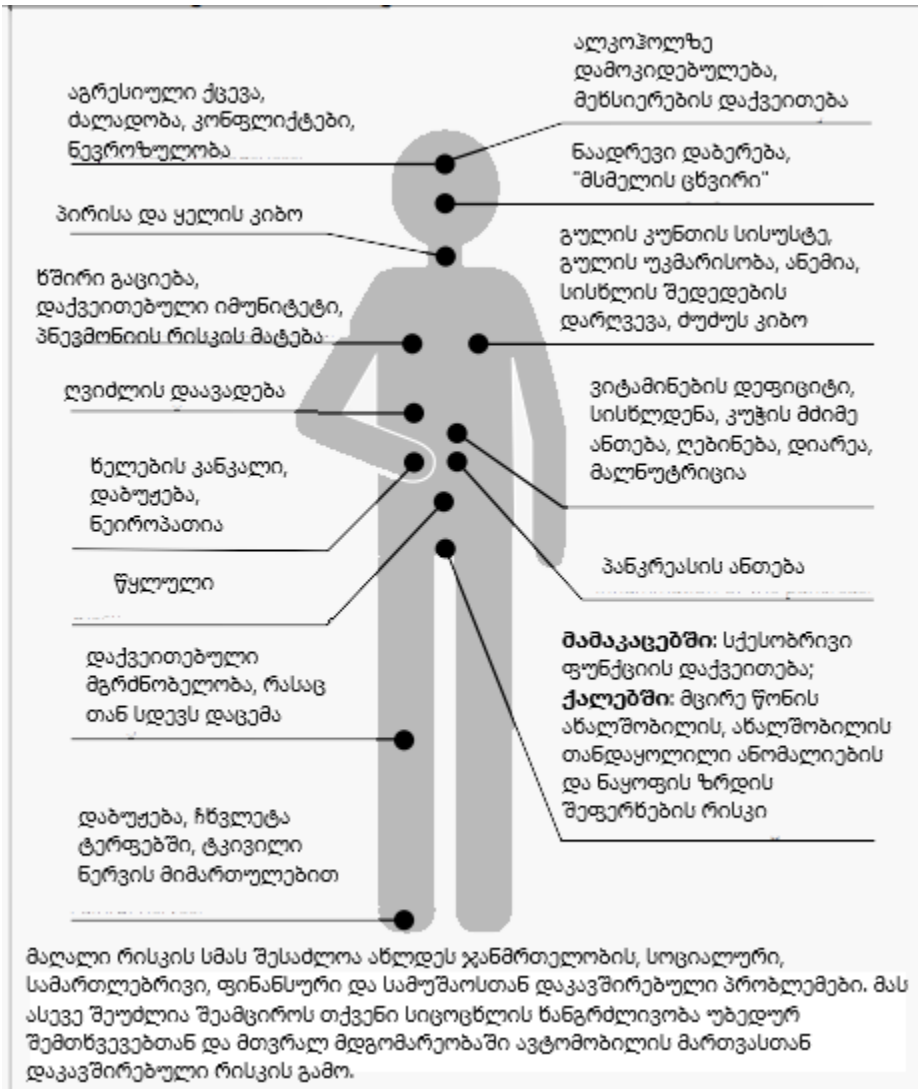 აგრესიული ქცევა,
ძალადობა, კონფლიქტები,
ნევროზულობა
ალკოჰოლზე
დამოკიდებულება,
მეხსიერების დაქვეითება
ნაადრევი დაბერება,
"მსმელის ცხვირი"
პირისა და ყელის კიბო
გულის კუნთის სისუსტე,
გულის უკმარისობა, ანემია,
სისხლის შედედების
დარღვევა, ძუძუს კიბო
ხშირი გაციება,
დაქვეითებული იმუნიტეტი,
პნევმონიის რისკის მატება
ღვიძლის დაავადება
ვიტამინების დეფიციტი,
სისხლდენა, კუჭის მძიმე
ანთება, ღებინება, დიარეა,
მალნუტრიცია
ხელების კანკალი,
დაბუჟება,
ნეიროპათია
პანკრეასის ანთება
წყლული
მამაკაცებში: სქესობრივი
ფუნქციის დაქვეითება;
ქალებში: მცირე წონის
ახალშობილის, ახალშობილის
თანდაყოლილი ანომალიების
და ნაყოფის ზრდის
შეფერხების რისკი
დაქვეითებული
მგრძნობელობა, რასაც
თან სდევს დაცემა
დაბუჟება, ჩხვლეტა
ტერფებში, ტკივილი
ნერვის მიმართულებით
მაღალი რისკის სმას შესაძლოა ახლდეს ჯანმრთელობის, სოციალური,
სამართლებრივი, ფინანსური და სამუშაოსთან დაკავშირებული პრობლემები. მას
ასევე შეუძლია შეამციროს თქვენი სიცოცხლის ხანგრძლივობა უბედურ
შემთხვევებთან და მთვრალ მდგომარეობაში ავტომობილის მართვასთან
დაკავშირებული რისკის გამო.